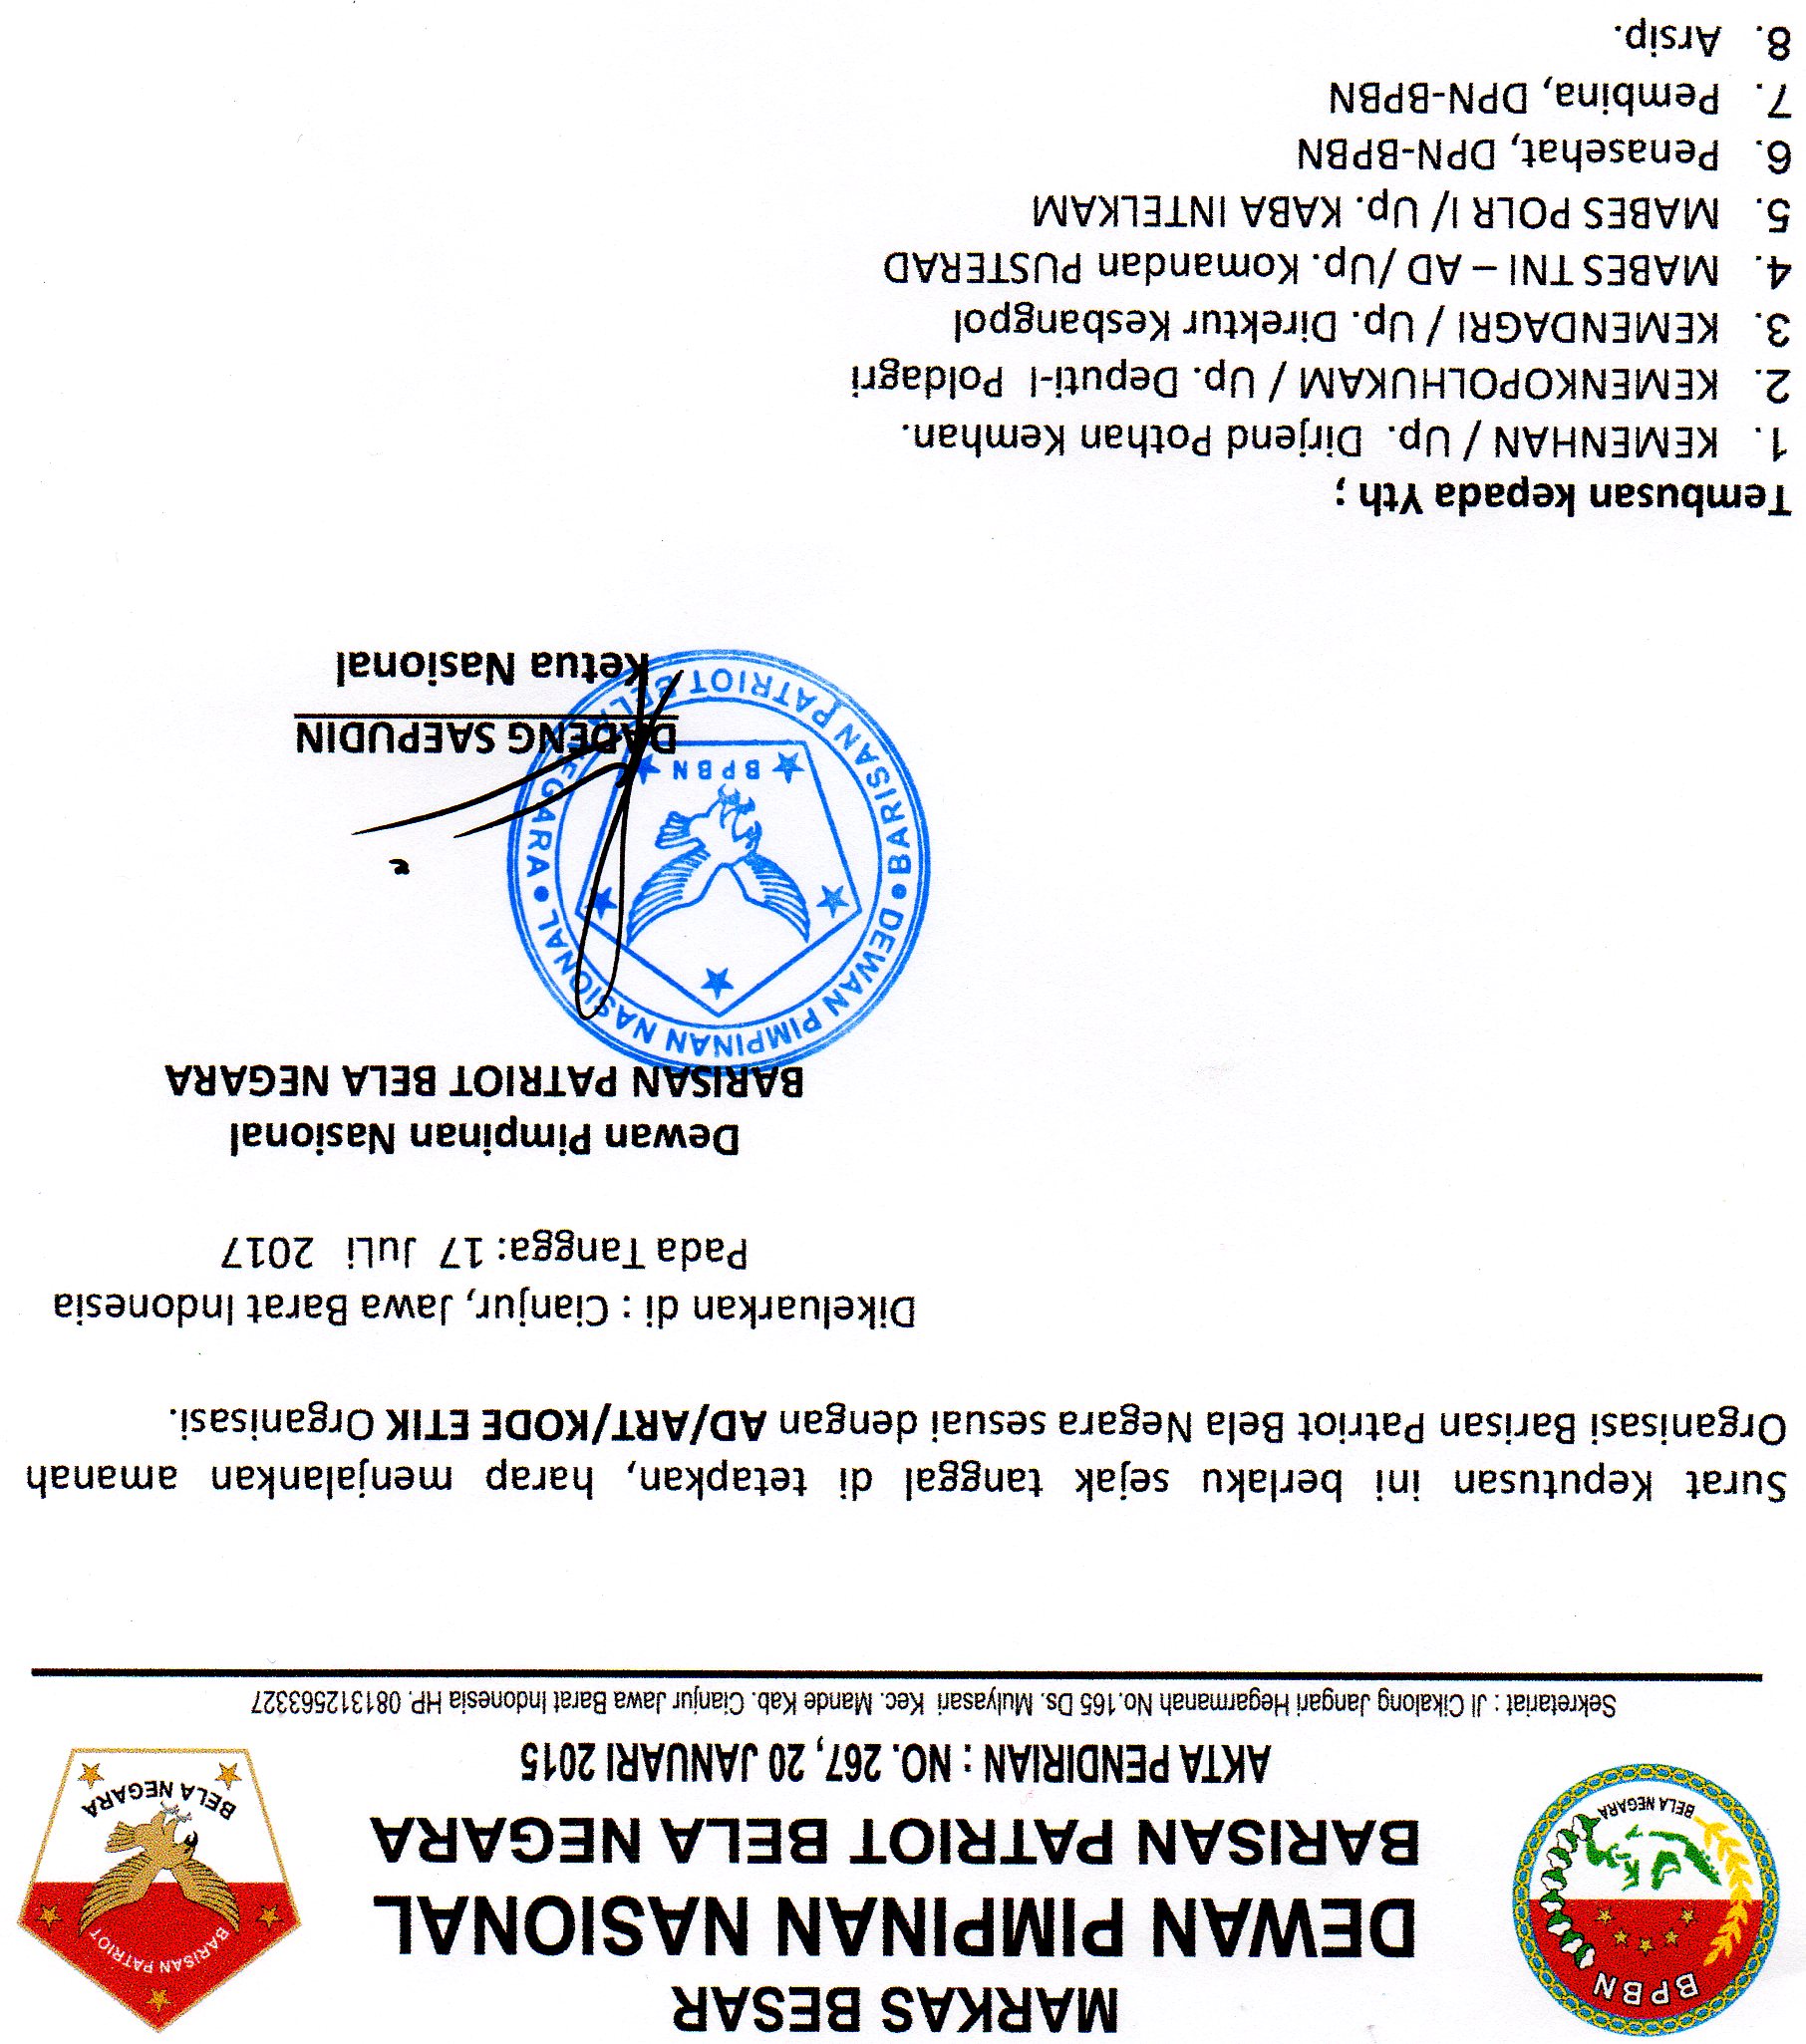 MARKAS BESAR
DEWAN PIMPINAN NASIONAL
BARISAN PATRIOT BELA NEGARA
AKTA PENDIRIAN : NO. 267, 20 JANUARI 2015
Sekretariat : Jl Cikalong Jangari Hegarmanah No.165 Ds. Mulyasari Kec. Mande Kab. Cianjur Jawa Barat Indonesia HP. 081312563327
BPBN
BELA NEGARA
BARISAN PATRIOT
BELA NEGARA
Surat Keputusan ini berlaku sejak tanggal di tetapkan, harap menjalankan amanah
Organisasi Barisan Patriot Bela Negara sesuai dengan AD/ART/KODE ETIK Organisasi.
Dikeluarkan di : Cianjur, Jawa Barat Indonesia
Pada Tangga: 17 JuLi 2017
Dewan Pimpinan Nasional
BARISAN PATRIOT BELA NEGARA
DEWAN PIMPINAN NASIONAL
BARISAN PATRIOT BELA NEGARA
BPBN
DADENG SAEPUDIN
Ketua Nasional
Tembusan kepada Yth ;
1. KEMENHAN / Up. Dirjend Pothan Kemhan.
2. KEMENKOPOLHUKAM / Up. Deputi-I Poldagri
3. KEMENDAGRI / Up. Direktur Kesbangpol
4. MABES TNI – AD /Up. Komandan PUSTERAD
5. MABES POLR I/ Up. KABA INTELKAM
6. Penasehat, DPN-BPBN
7. Pembina, DPN-BPBN
8. Arsip.